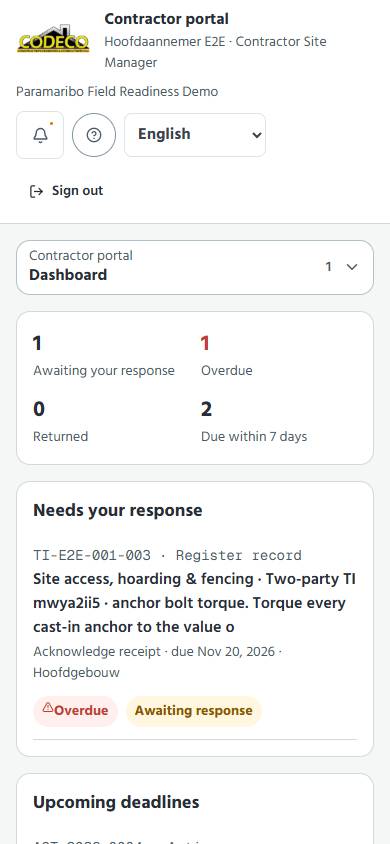 CODECO
Contractor portal
Hoofdaannemer E2E · Contractor Site
Manager
Paramaribo Field Readiness Demo
English
Sign out
Contractor portal
Dashboard
1
1
Awaiting your response
1
Overdue
0
Returned
2
Due within 7 days
Needs your response
TI-E2E-001-003 · Register record
Site access, hoarding & fencing · Two-party TI
mwya2ii5 · anchor bolt torque. Torque every
cast-in anchor to the value o
Acknowledge receipt · due Nov 20, 2026 ·
Hoofdgebouw
Overdue
Awaiting response
Upcoming deadlines